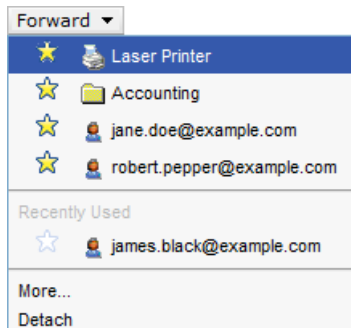 Forward
Laser Printer
Accounting
jane.doe@example.com
robert.pepper@example.com
Recently Used
james.black@example.com
More...
Detach